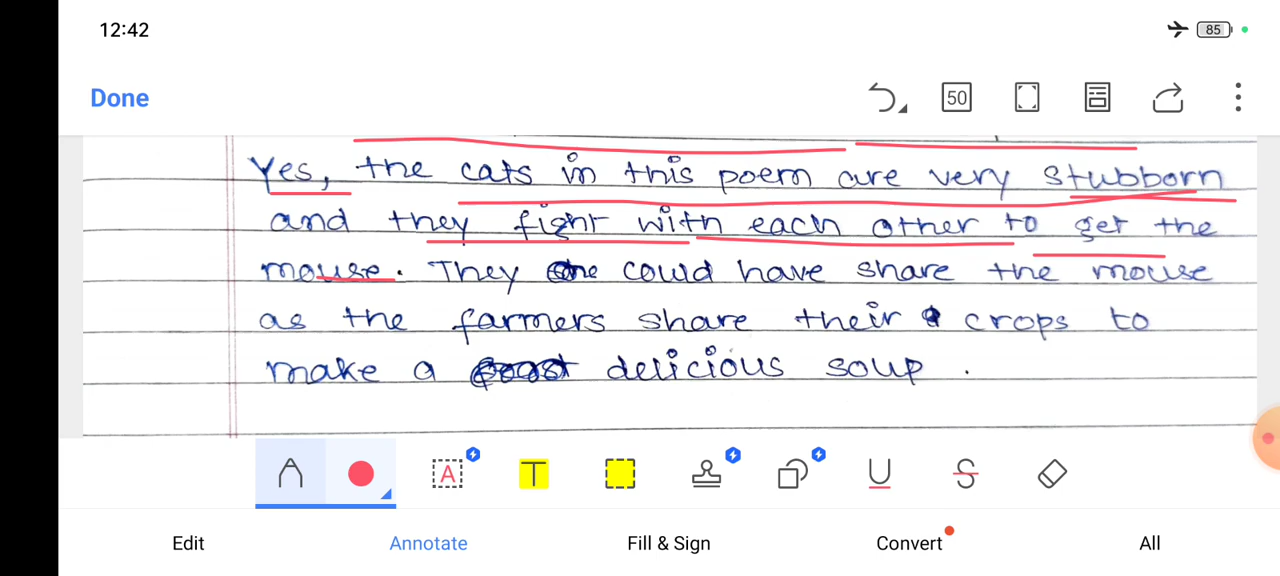 12:42
85
Done
50
Yes, the cats in this poem are very stubborn
and they fight with each other to get the
mouse. They could have share the mouse
as the farmers share their crops to
make a delicious soup.
A
T
U
S
Edit
Annotate
Fill & Sign
Convert
All